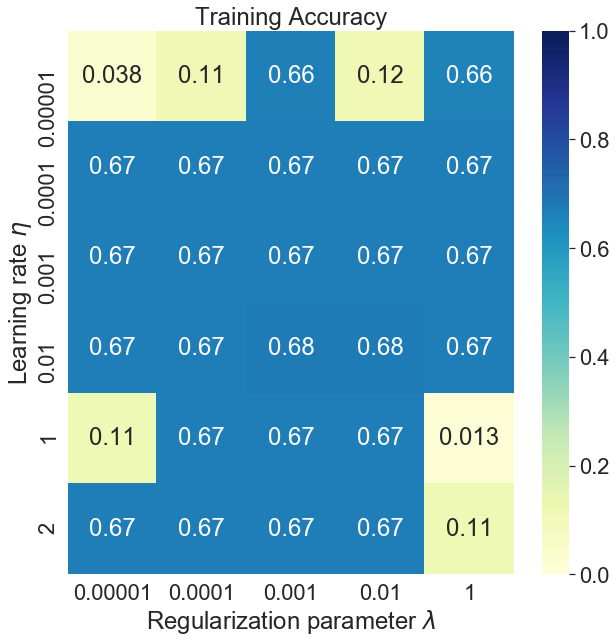 Training Accuracy
0.00001 0.038 0.11 0.66 0.12 0.66
0.0001 0.67 0.67 0.67 0.67 0.67
0.001 0.67 0.67 0.67 0.67 0.67
0.01 0.67 0.67 0.68 0.68 0.67
1 0.11 0.67 0.67 0.67 0.013
2 0.67 0.67 0.67 0.67 0.11
Learning rate η
0.00001 0.0001 0.001 0.01 1
Regularization parameter λ
1.0
0.8
0.6
0.4
0.2
0.0